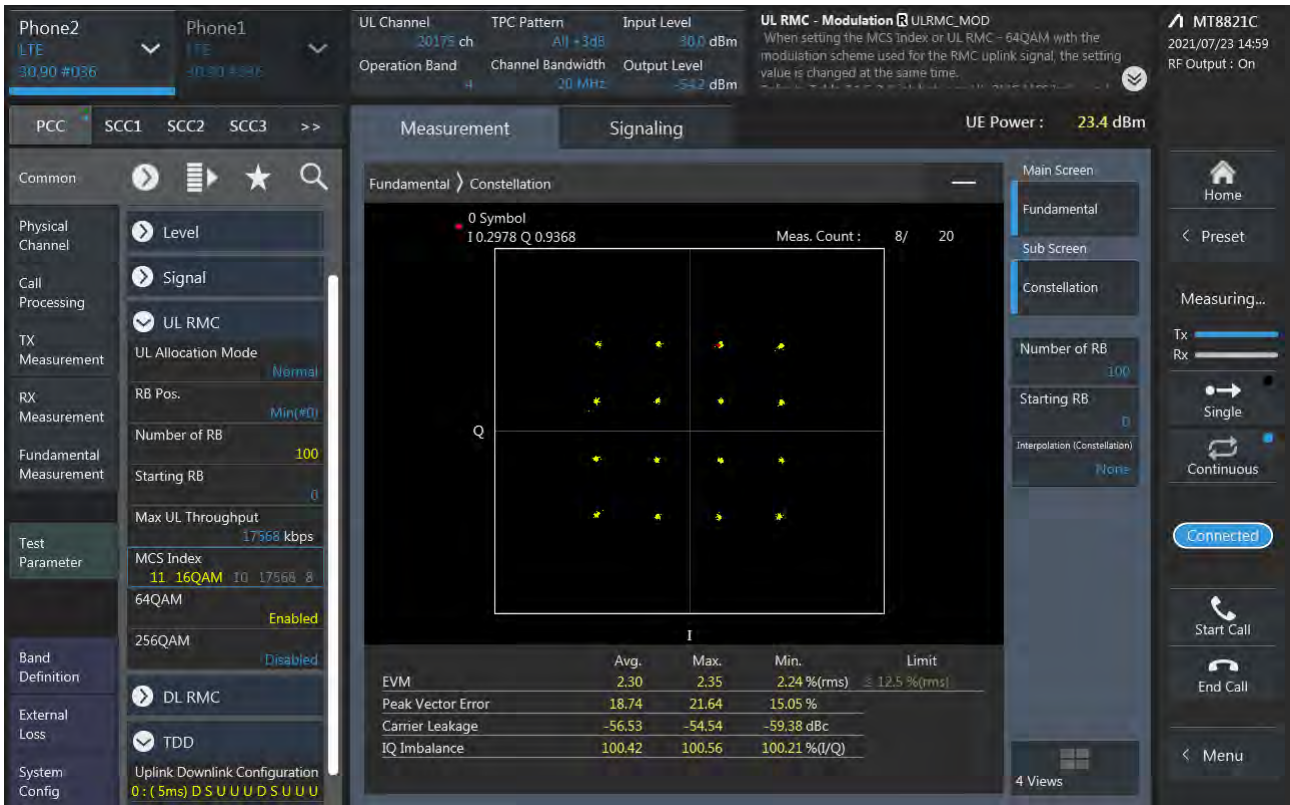 Phone2
LTE
30.90 #036
Phone1
LTE
UL Channel
20175 ch
Operation Band
4
TPC Pattern
All +3dB
Channel Bandwidth
20 MHz
Input Level
30.0 dBm
Output Level
-54.2 dBm
UL RMC - Modulation R ULRMC_MOD
When setting the MCS Index or UL RMC – 64QAM with the
modulation scheme used for the RMC uplink signal, the setting
value is changed at the same time.
MT8821C
2021/07/23 14:59
RF Output : On
PCC SCC1 SCC2 SCC3 >>
Measurement
Signaling
UE Power : 23.4 dBm
Common
Physical
Channel
Call
Processing
TX
Measurement
RX
Measurement
Fundamental
Measurement
Test
Parameter
Band
Definition
External
Loss
System
Config
Level
Signal
UL RMC
UL Allocation Mode
Normal
RB Pos.
Min(#0)
Number of RB
100
Starting RB
0
Max UL Throughput
17568 kbps
MCS Index
11 16QAM 10 17568 8
64QAM
Enabled
256QAM
Disabled
DL RMC
TDD
Uplink Downlink Configuration
0 : ( 5ms) D S U U U D S U U U
Fundamental > Constellation
0 Symbol
I 0.2978 Q 0.9368
Meas. Count : 8/ 20
Q
I
Avg. Max. Min. Limit
EVM 2.30 2.35 2.24 %(rms) ≤ 12.5 %(rms)
Peak Vector Error 18.74 21.64 15.05 %
Carrier Leakage -56.53 -54.54 -59.38 dBc
IQ Imbalance 100.42 100.56 100.21 %(I/Q)
Main Screen
Fundamental
Sub Screen
Constellation
Number of RB
100
Starting RB
0
Interpolation (Constellation)
None
4 Views
Home
< Preset
Measuring...
Tx
Rx
Single
Continuous
Connected
Start Call
End Call
< Menu